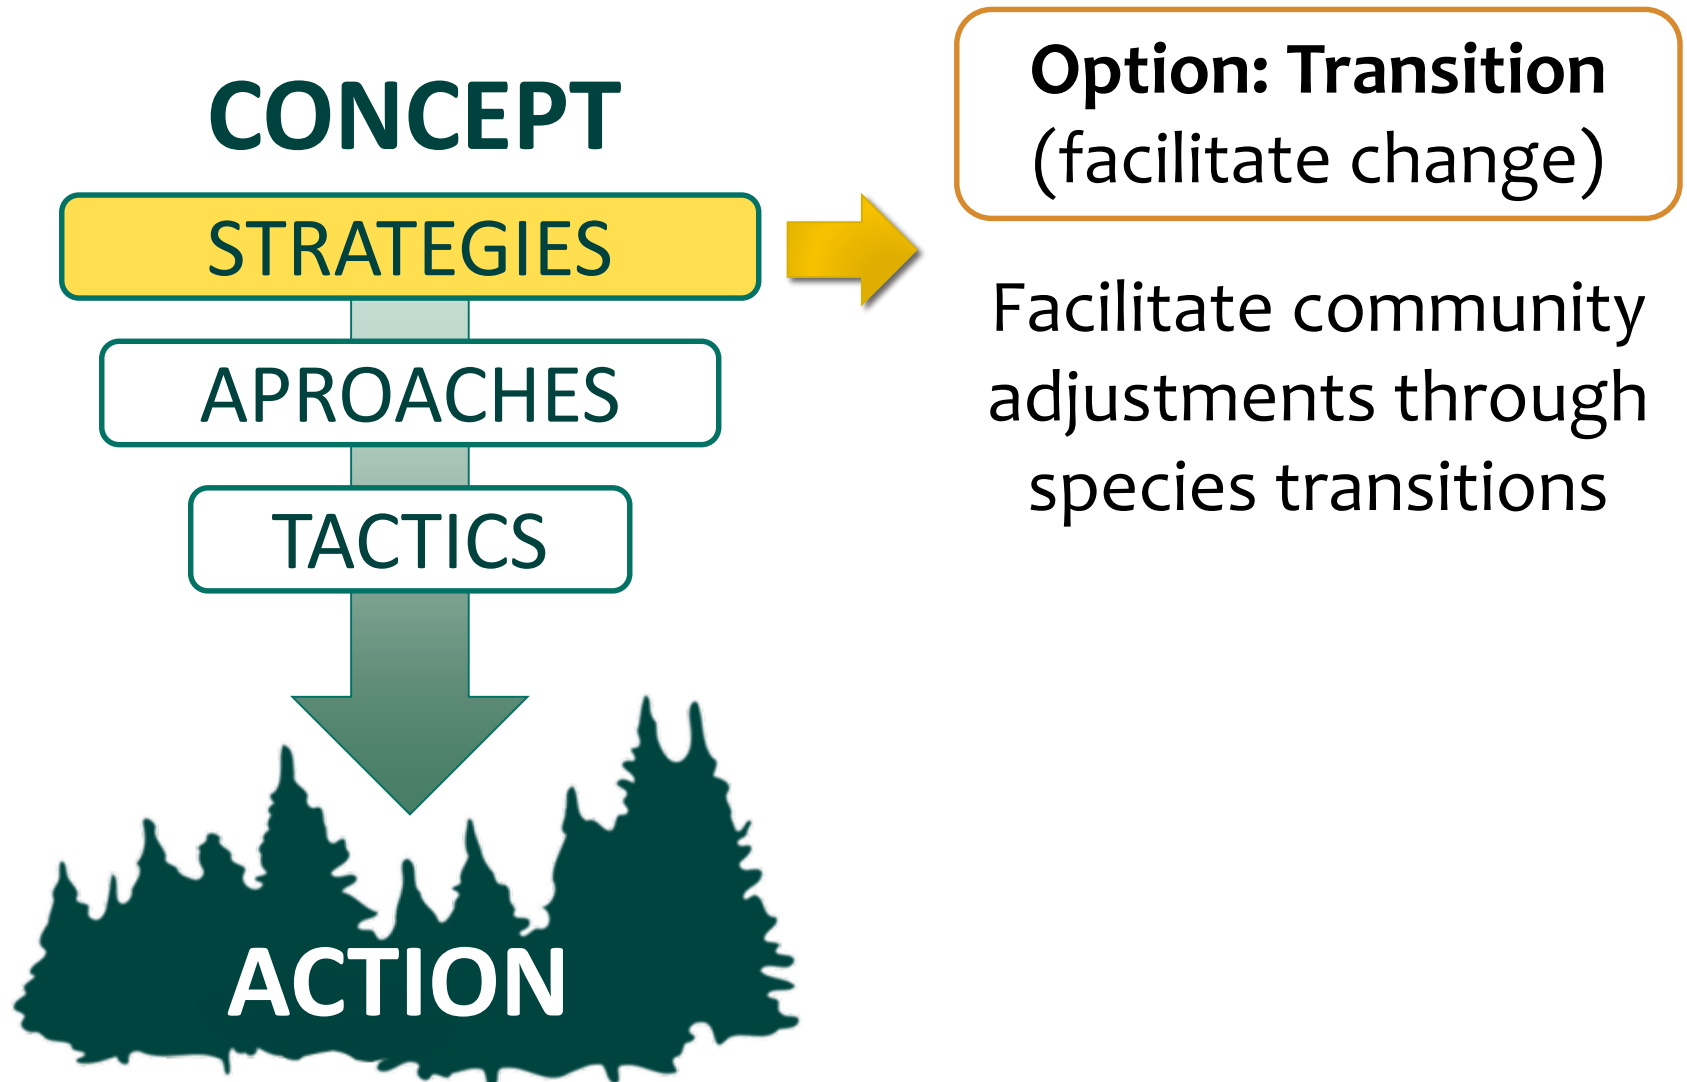 CONCEPT
STRATEGIES
APROACHES
TACTICS
ACTION
Option: Transition
(facilitate change)
Facilitate community
adjustments through
species transitions